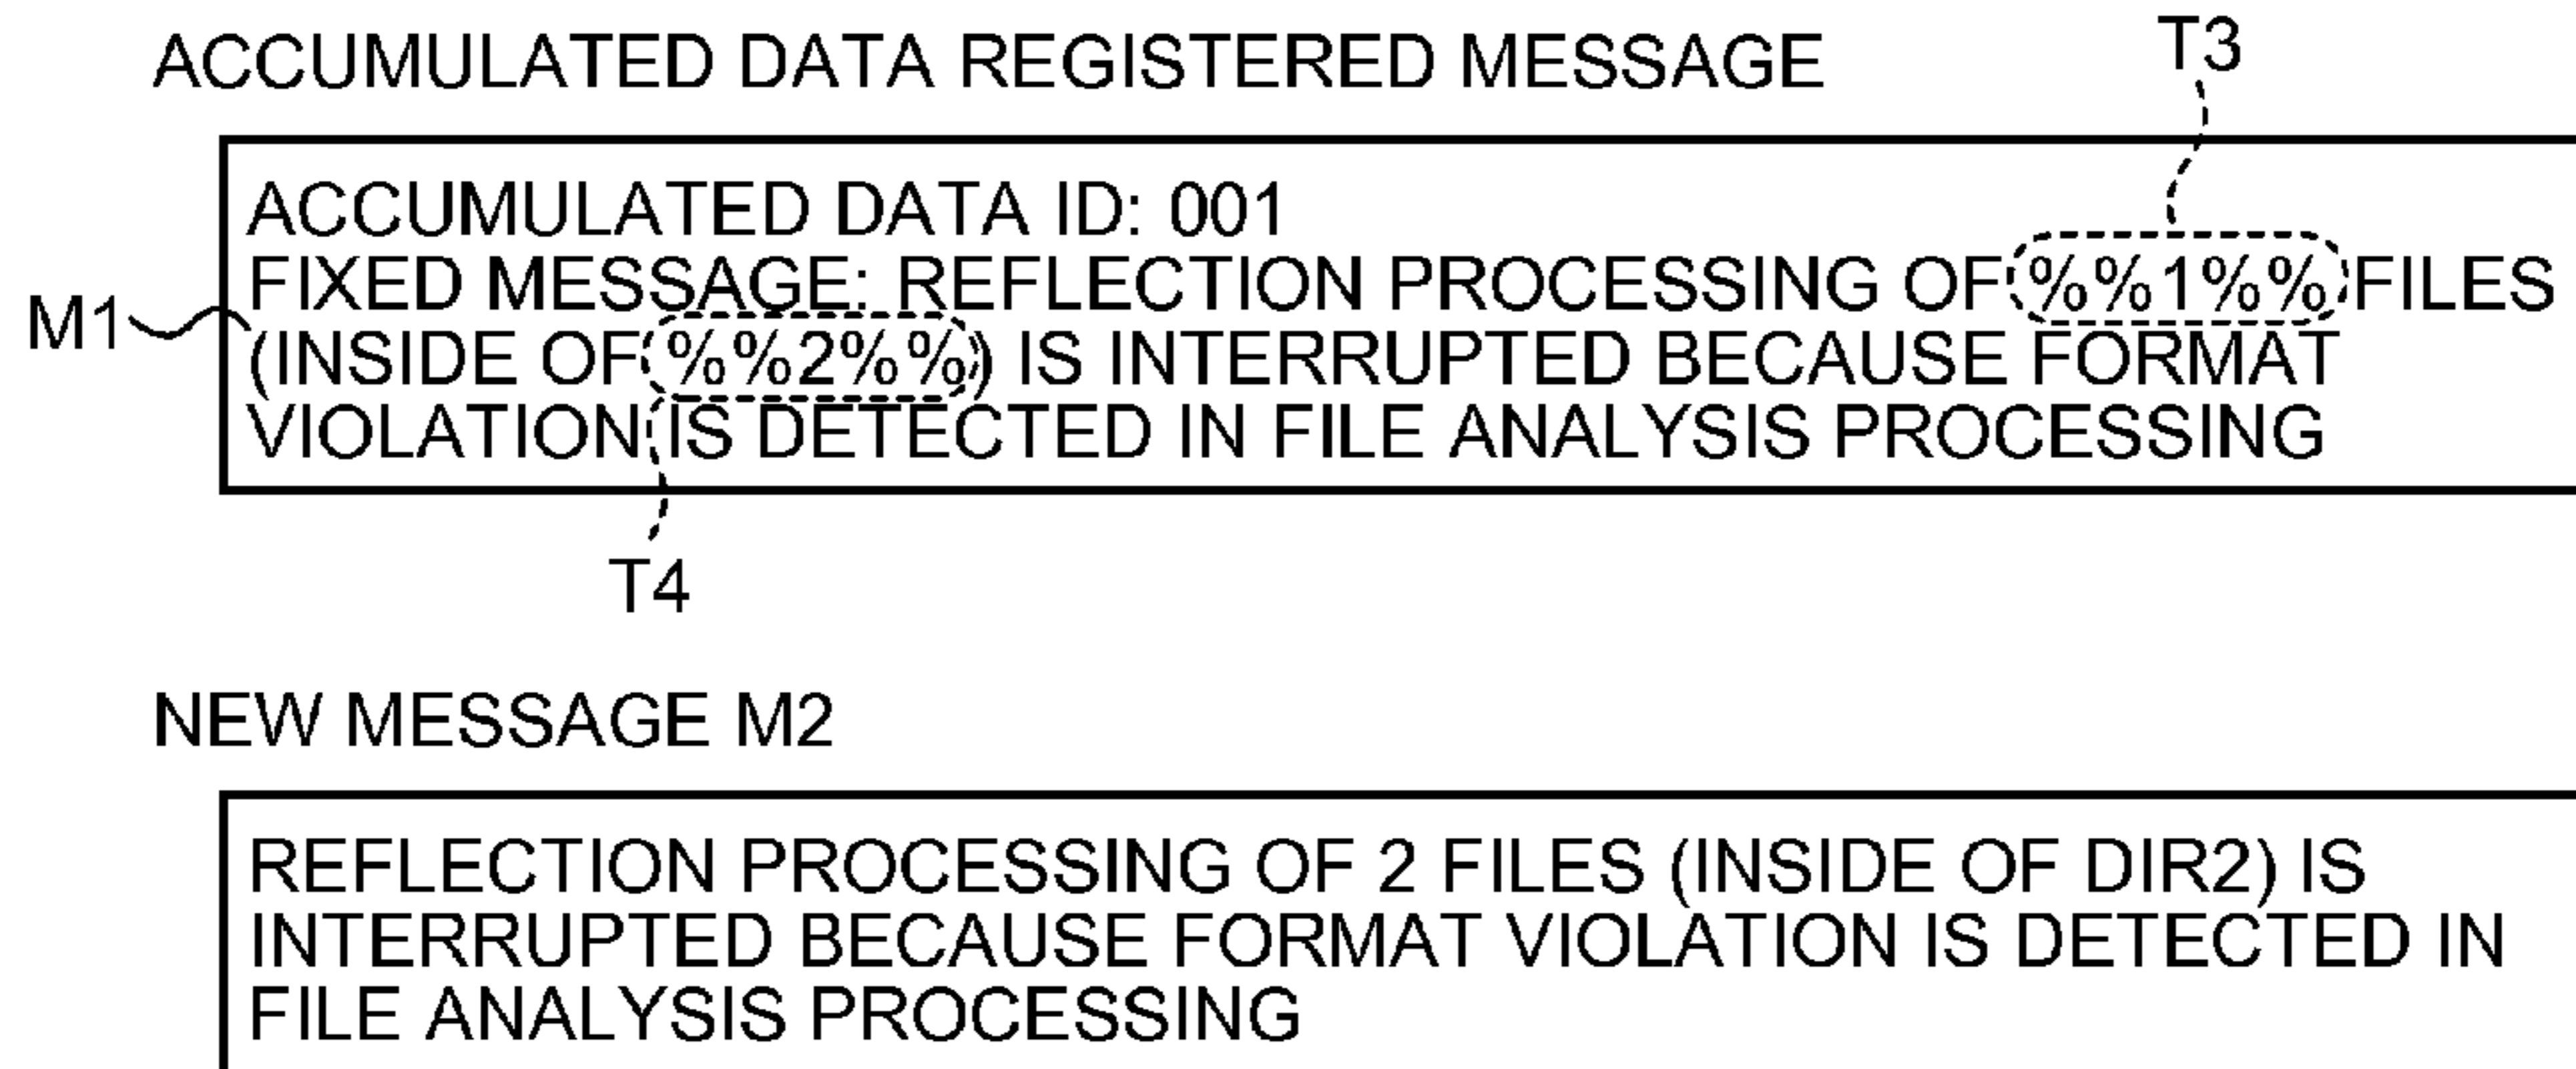 ACCUMULATED DATA REGISTERED MESSAGE
T3
ACCUMULATED DATA ID: 001
FIXED MESSAGE: REFLECTION PROCESSING OF %%1%% FILES
M1
(INSIDE OF %%2%%) IS INTERRUPTED BECAUSE FORMAT
VIOLATION IS DETECTED IN FILE ANALYSIS PROCESSING
T4
NEW MESSAGE M2
REFLECTION PROCESSING OF 2 FILES (INSIDE OF DIR2) IS
INTERRUPTED BECAUSE FORMAT VIOLATION IS DETECTED IN
FILE ANALYSIS PROCESSING